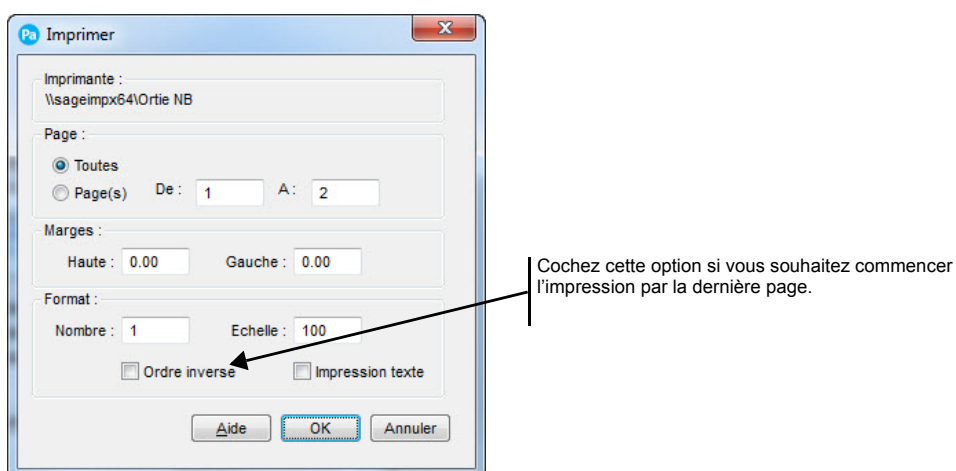 Pa Imprimer
Imprimante :
\\sageimpx64\Ortie NB
Page :
Toutes
Page(s) De : 1 A : 2
Marges :
Haute : 0.00 Gauche : 0.00
Format :
Nombre : 1 Echelle : 100
Ordre inverse Impression texte
Aide OK Annuler
Cochez cette option si vous souhaitez commencer
l'impression par la dernière page.